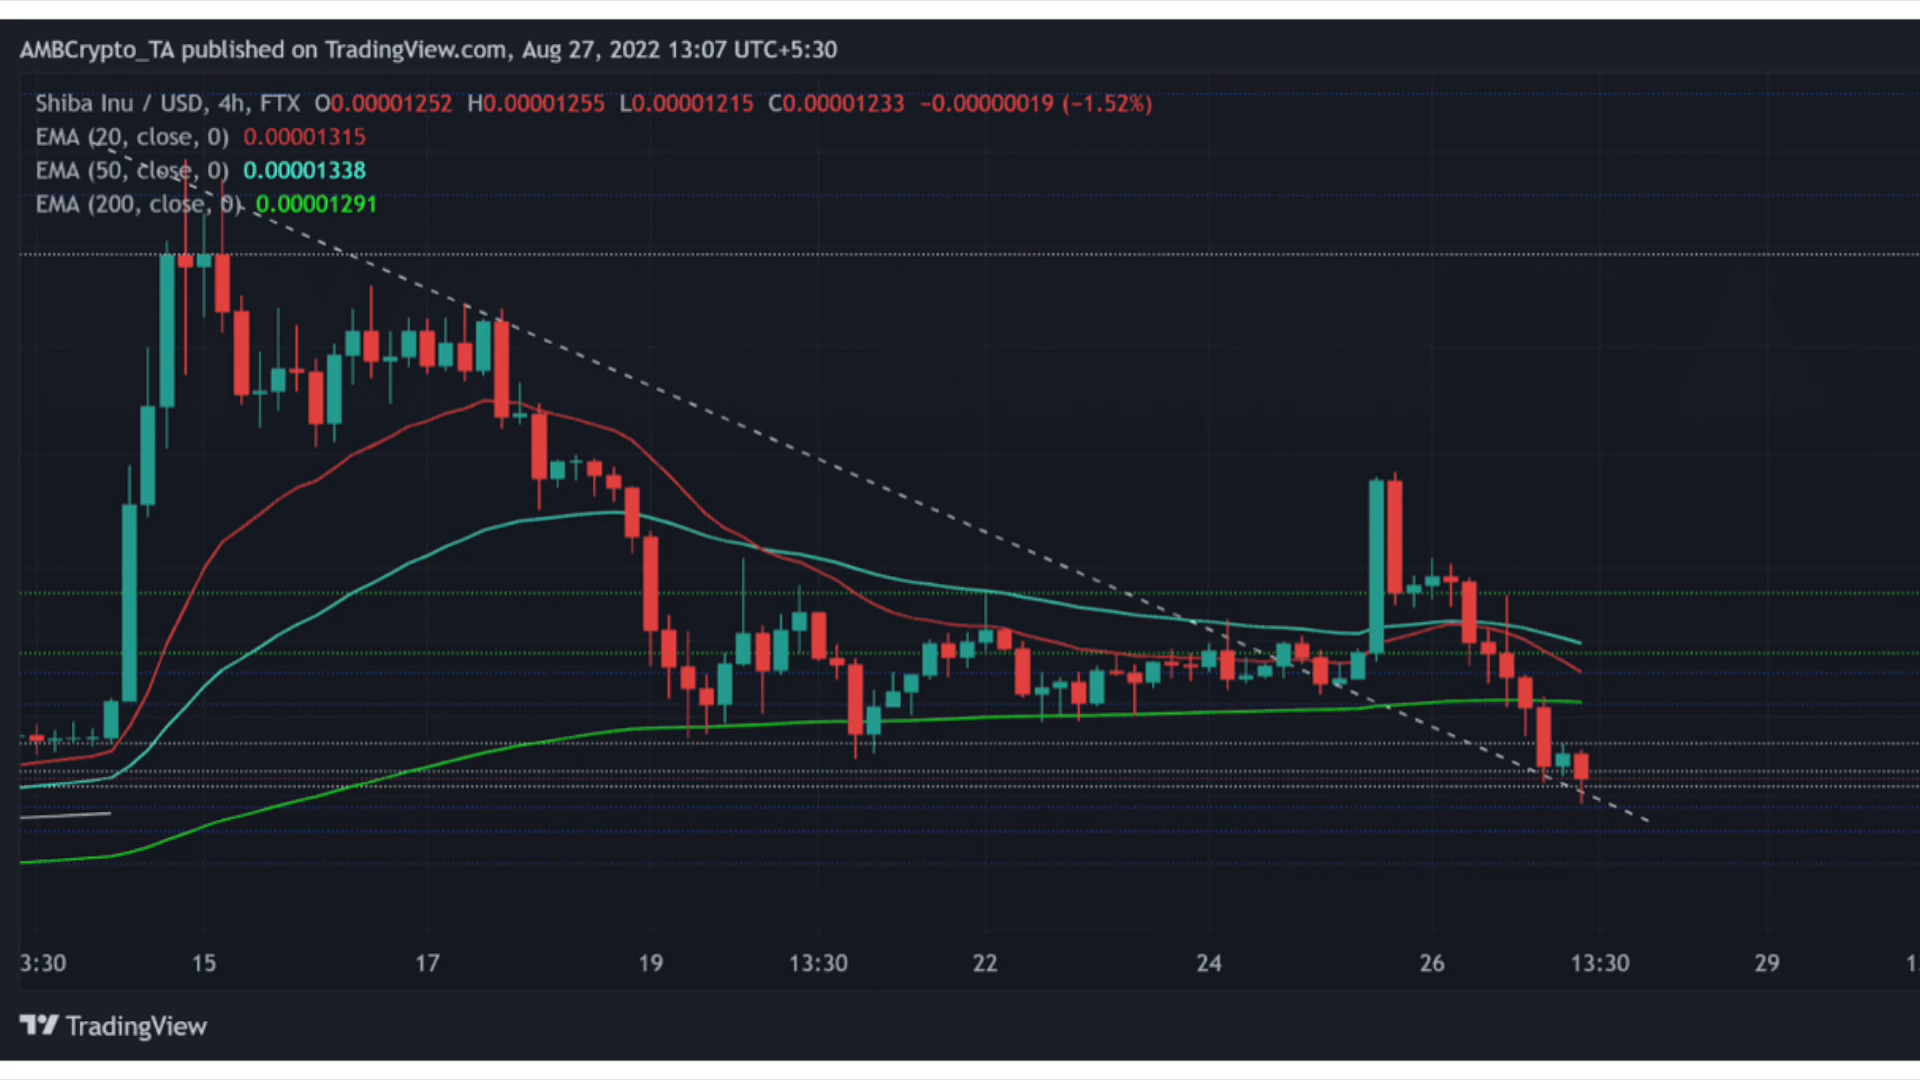 AMBCrypto_TA published on TradingView.com, Aug 27, 2022 13:07 UTC+5:30
Shiba Inu / USD, 4h, FTX O0.00001252 H0.00001255 L0.00001215 C0.00001233 −0.00000019 (−1.52%)
EMA (20, close, 0) 0.00001315
EMA (50, close, 0) 0.00001338
EMA (200, close, 0) 0.00001291
3:30 15 17 19 13:30 22 24 26 13:30 29
TradingView